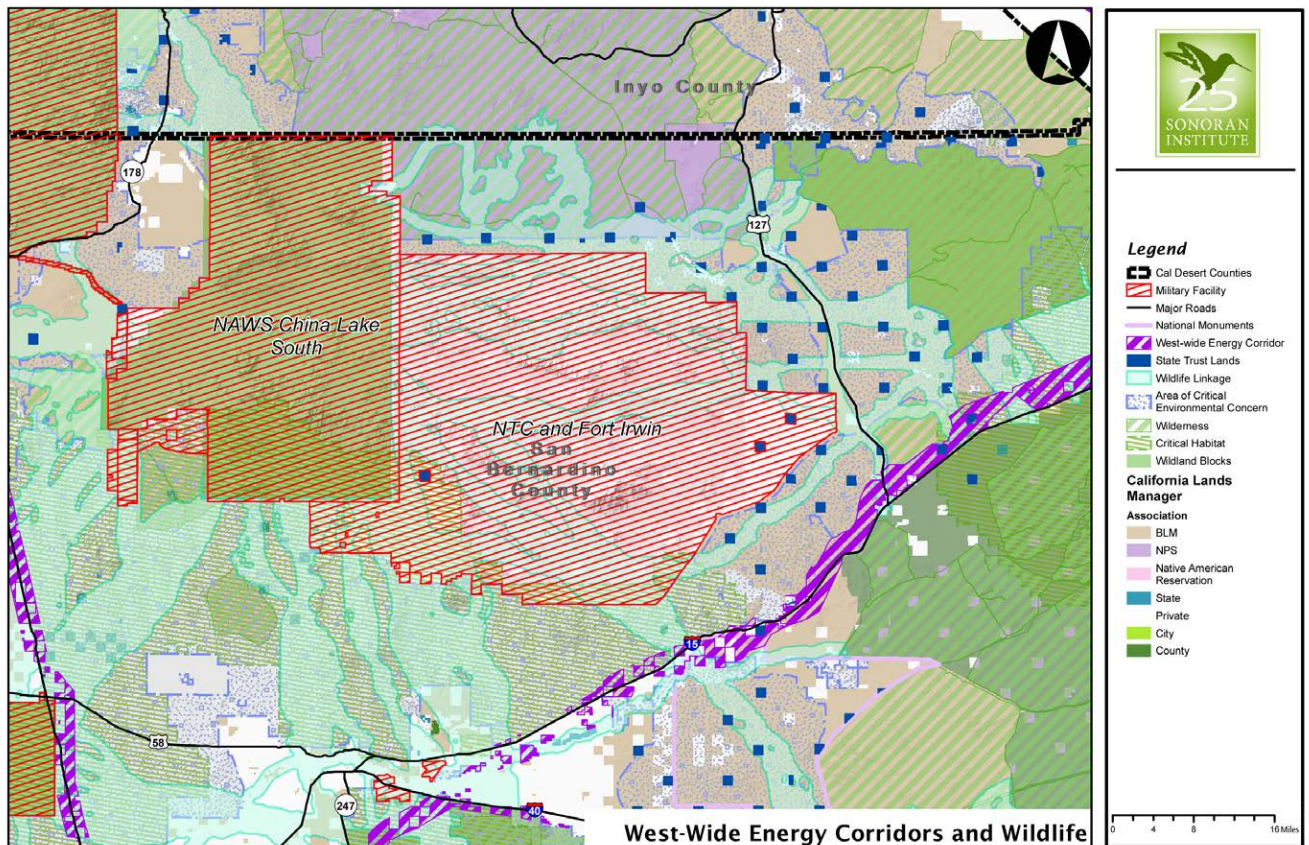 Inyo County
178
127
NAWS China Lake
South
NTC and Fort Irwin
San
Bernardino
County
15
58
247
40
West-Wide Energy Corridors and Wildlife
25
SONORAN
INSTITUTE
Legend
Cal Desert Counties
Military Facility
Major Roads
National Monuments
West-wide Energy Corridor
State Trust Lands
Wildlife Linkage
Area of Critical
Environmental Concern
Wilderness
Critical Habitat
Wildland Blocks
California Lands
Manager
Association
BLM
NPS
Native American
Reservation
State
Private
City
County
0 4 8 16 Miles